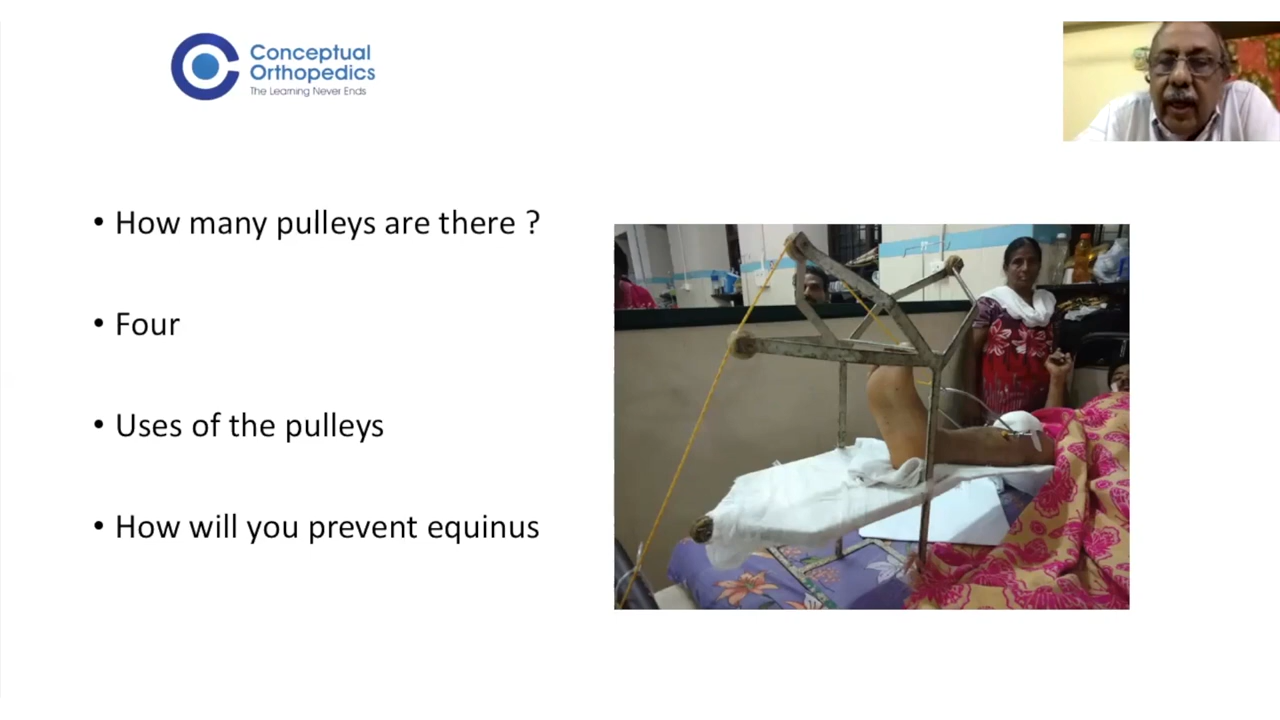 Conceptual
Orthopedics
The Learning Never Ends
• How many pulleys are there ?
• Four
• Uses of the pulleys
• How will you prevent equinus